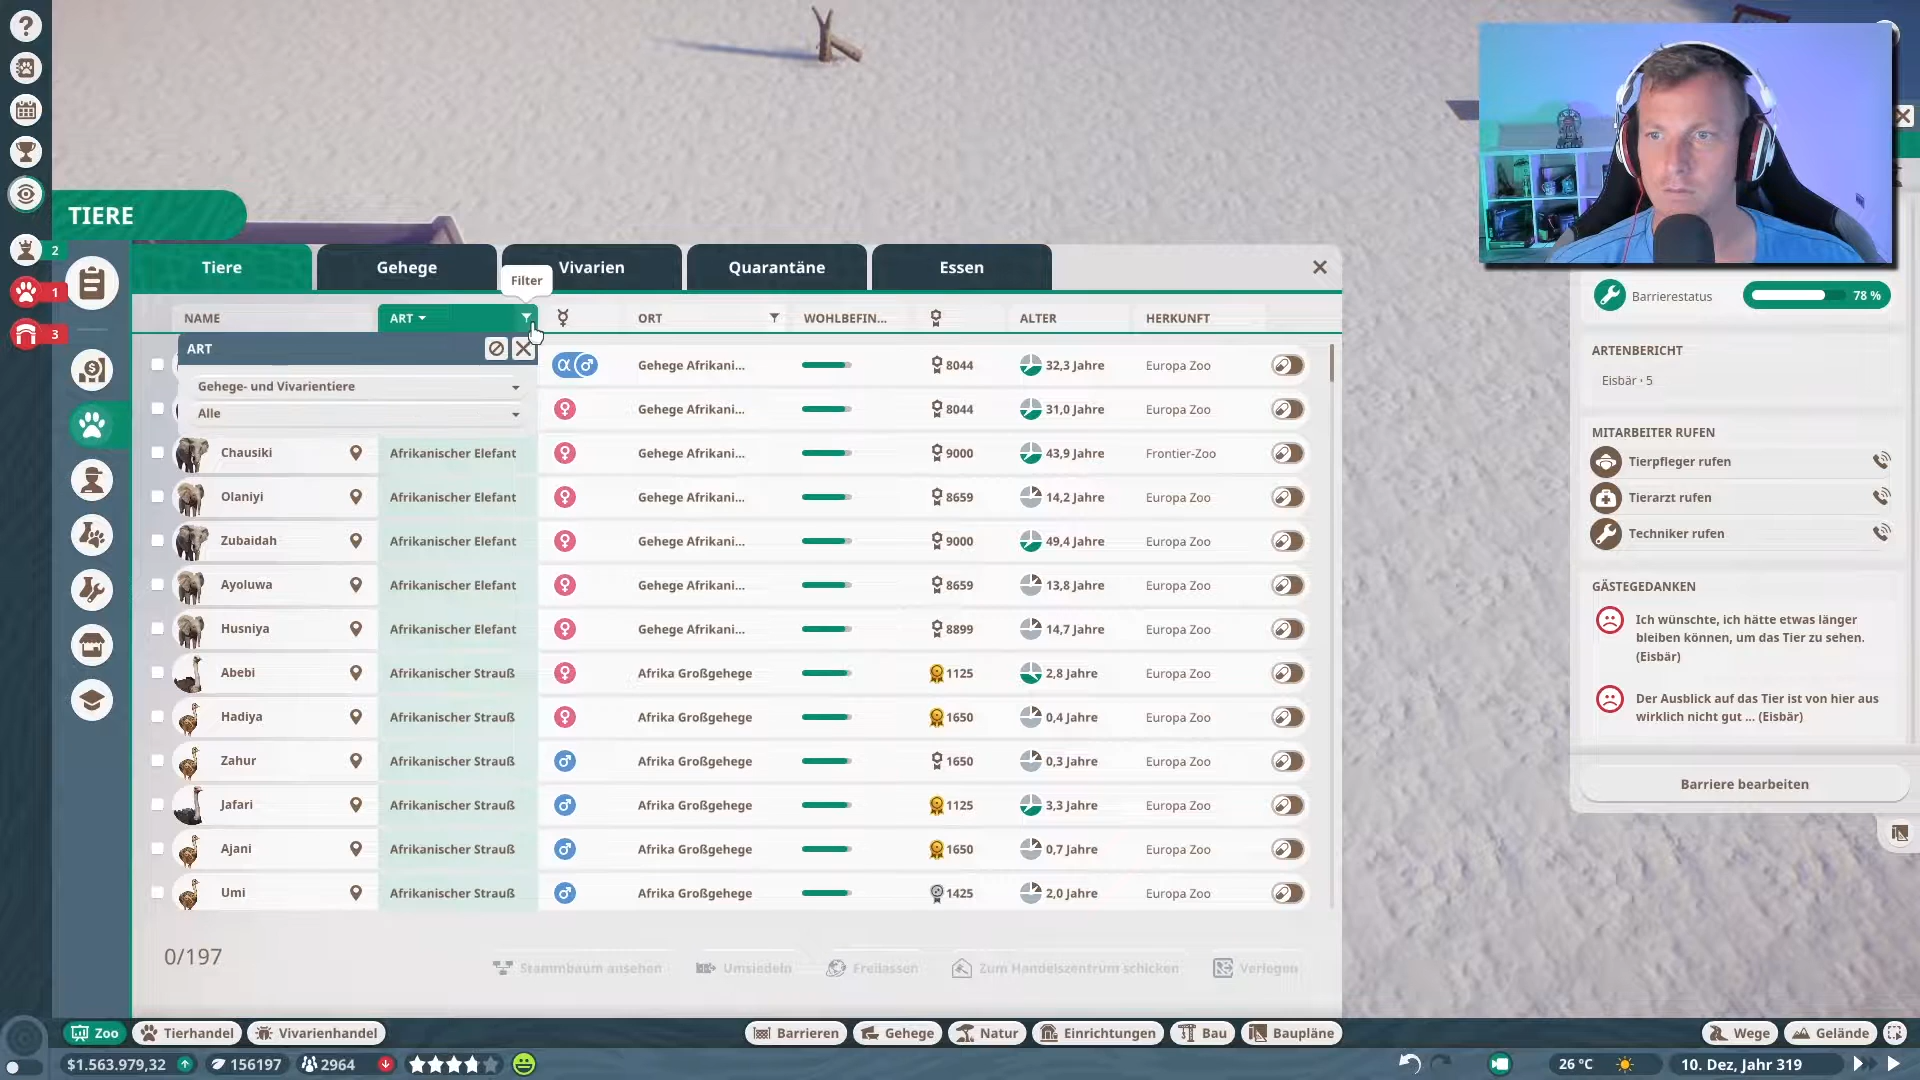 ?
TIERE
2
1
3
Tiere
Gehege
Vivarien
Quarantäne
Essen
Filter
NAME
ART
ORT
WOHLBEFIN...
ALTER
HERKUNFT
ART
Gehege- und Vivarientiere
Alle
α Gehege Afrikani... 8044 32,3 Jahre Europa Zoo
Gehege Afrikani... 8044 31,0 Jahre Europa Zoo
Chausiki Afrikanischer Elefant Gehege Afrikani... 9000 43,9 Jahre Frontier-Zoo
Olaniyi Afrikanischer Elefant Gehege Afrikani... 8659 14,2 Jahre Europa Zoo
Zubaidah Afrikanischer Elefant Gehege Afrikani... 9000 49,4 Jahre Europa Zoo
Ayoluwa Afrikanischer Elefant Gehege Afrikani... 8659 13,8 Jahre Europa Zoo
Husniya Afrikanischer Elefant Gehege Afrikani... 8899 14,7 Jahre Europa Zoo
Abebi Afrikanischer Strauß Afrika Großgehege 1125 2,8 Jahre Europa Zoo
Hadiya Afrikanischer Strauß Afrika Großgehege 1650 0,4 Jahre Europa Zoo
Zahur Afrikanischer Strauß Afrika Großgehege 1650 0,3 Jahre Europa Zoo
Jafari Afrikanischer Strauß Afrika Großgehege 1125 3,3 Jahre Europa Zoo
Ajani Afrikanischer Strauß Afrika Großgehege 1650 0,7 Jahre Europa Zoo
Umi Afrikanischer Strauß Afrika Großgehege 1425 2,0 Jahre Europa Zoo
0/197
Stammbaum ansehen
Umsiedeln
Freilassen
Zum Handelszentrum schicken
Verlegen
Barrierestatus 78 %
ARTENBERICHT
Eisbär · 5
MITARBEITER RUFEN
Tierpfleger rufen
Tierarzt rufen
Techniker rufen
GÄSTEGEDANKEN
Ich wünschte, ich hätte etwas länger
bleiben können, um das Tier zu sehen.
(Eisbär)
Der Ausblick auf das Tier ist von hier aus
wirklich nicht gut ... (Eisbär)
Barriere bearbeiten
Zoo
Tierhandel
Vivarienhandel
Barrieren
Gehege
Natur
Einrichtungen
Bau
Baupläne
Wege
Gelände
$1.563.979,32
156197
2964
26 °C
10. Dez, Jahr 319